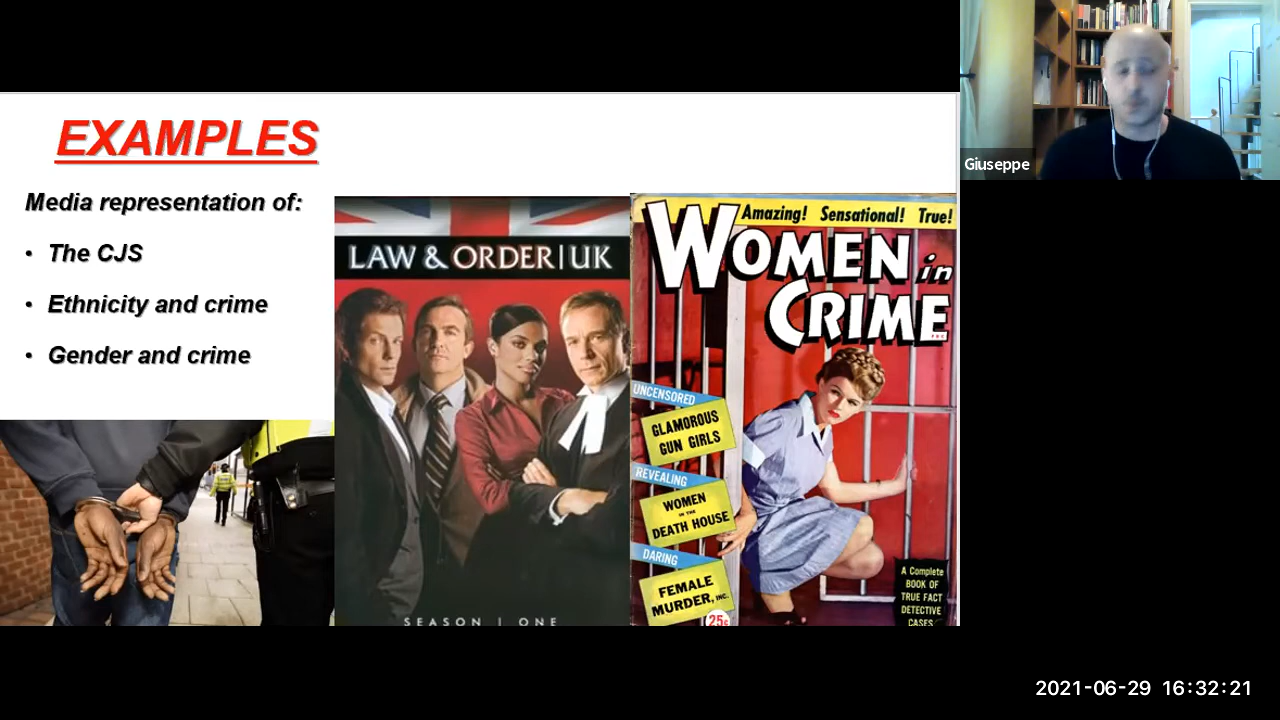 EXAMPLES
Media representation of:
• The CJS
• Ethnicity and crime
• Gender and crime
LAW & ORDER | UK
SEASON | ONE
Amazing! Sensational! True!
WOMEN in
CRIME
UNCENSORED
GLAMOROUS
GUN GIRLS
REVEALING
WOMEN
IN THE
DEATH HOUSE
DARING
FEMALE
MURDER, INC.
25¢
A Complete
BOOK OF
TRUE FACT
DETECTIVE
CASES
Giuseppe
2021-06-29 16:32:21